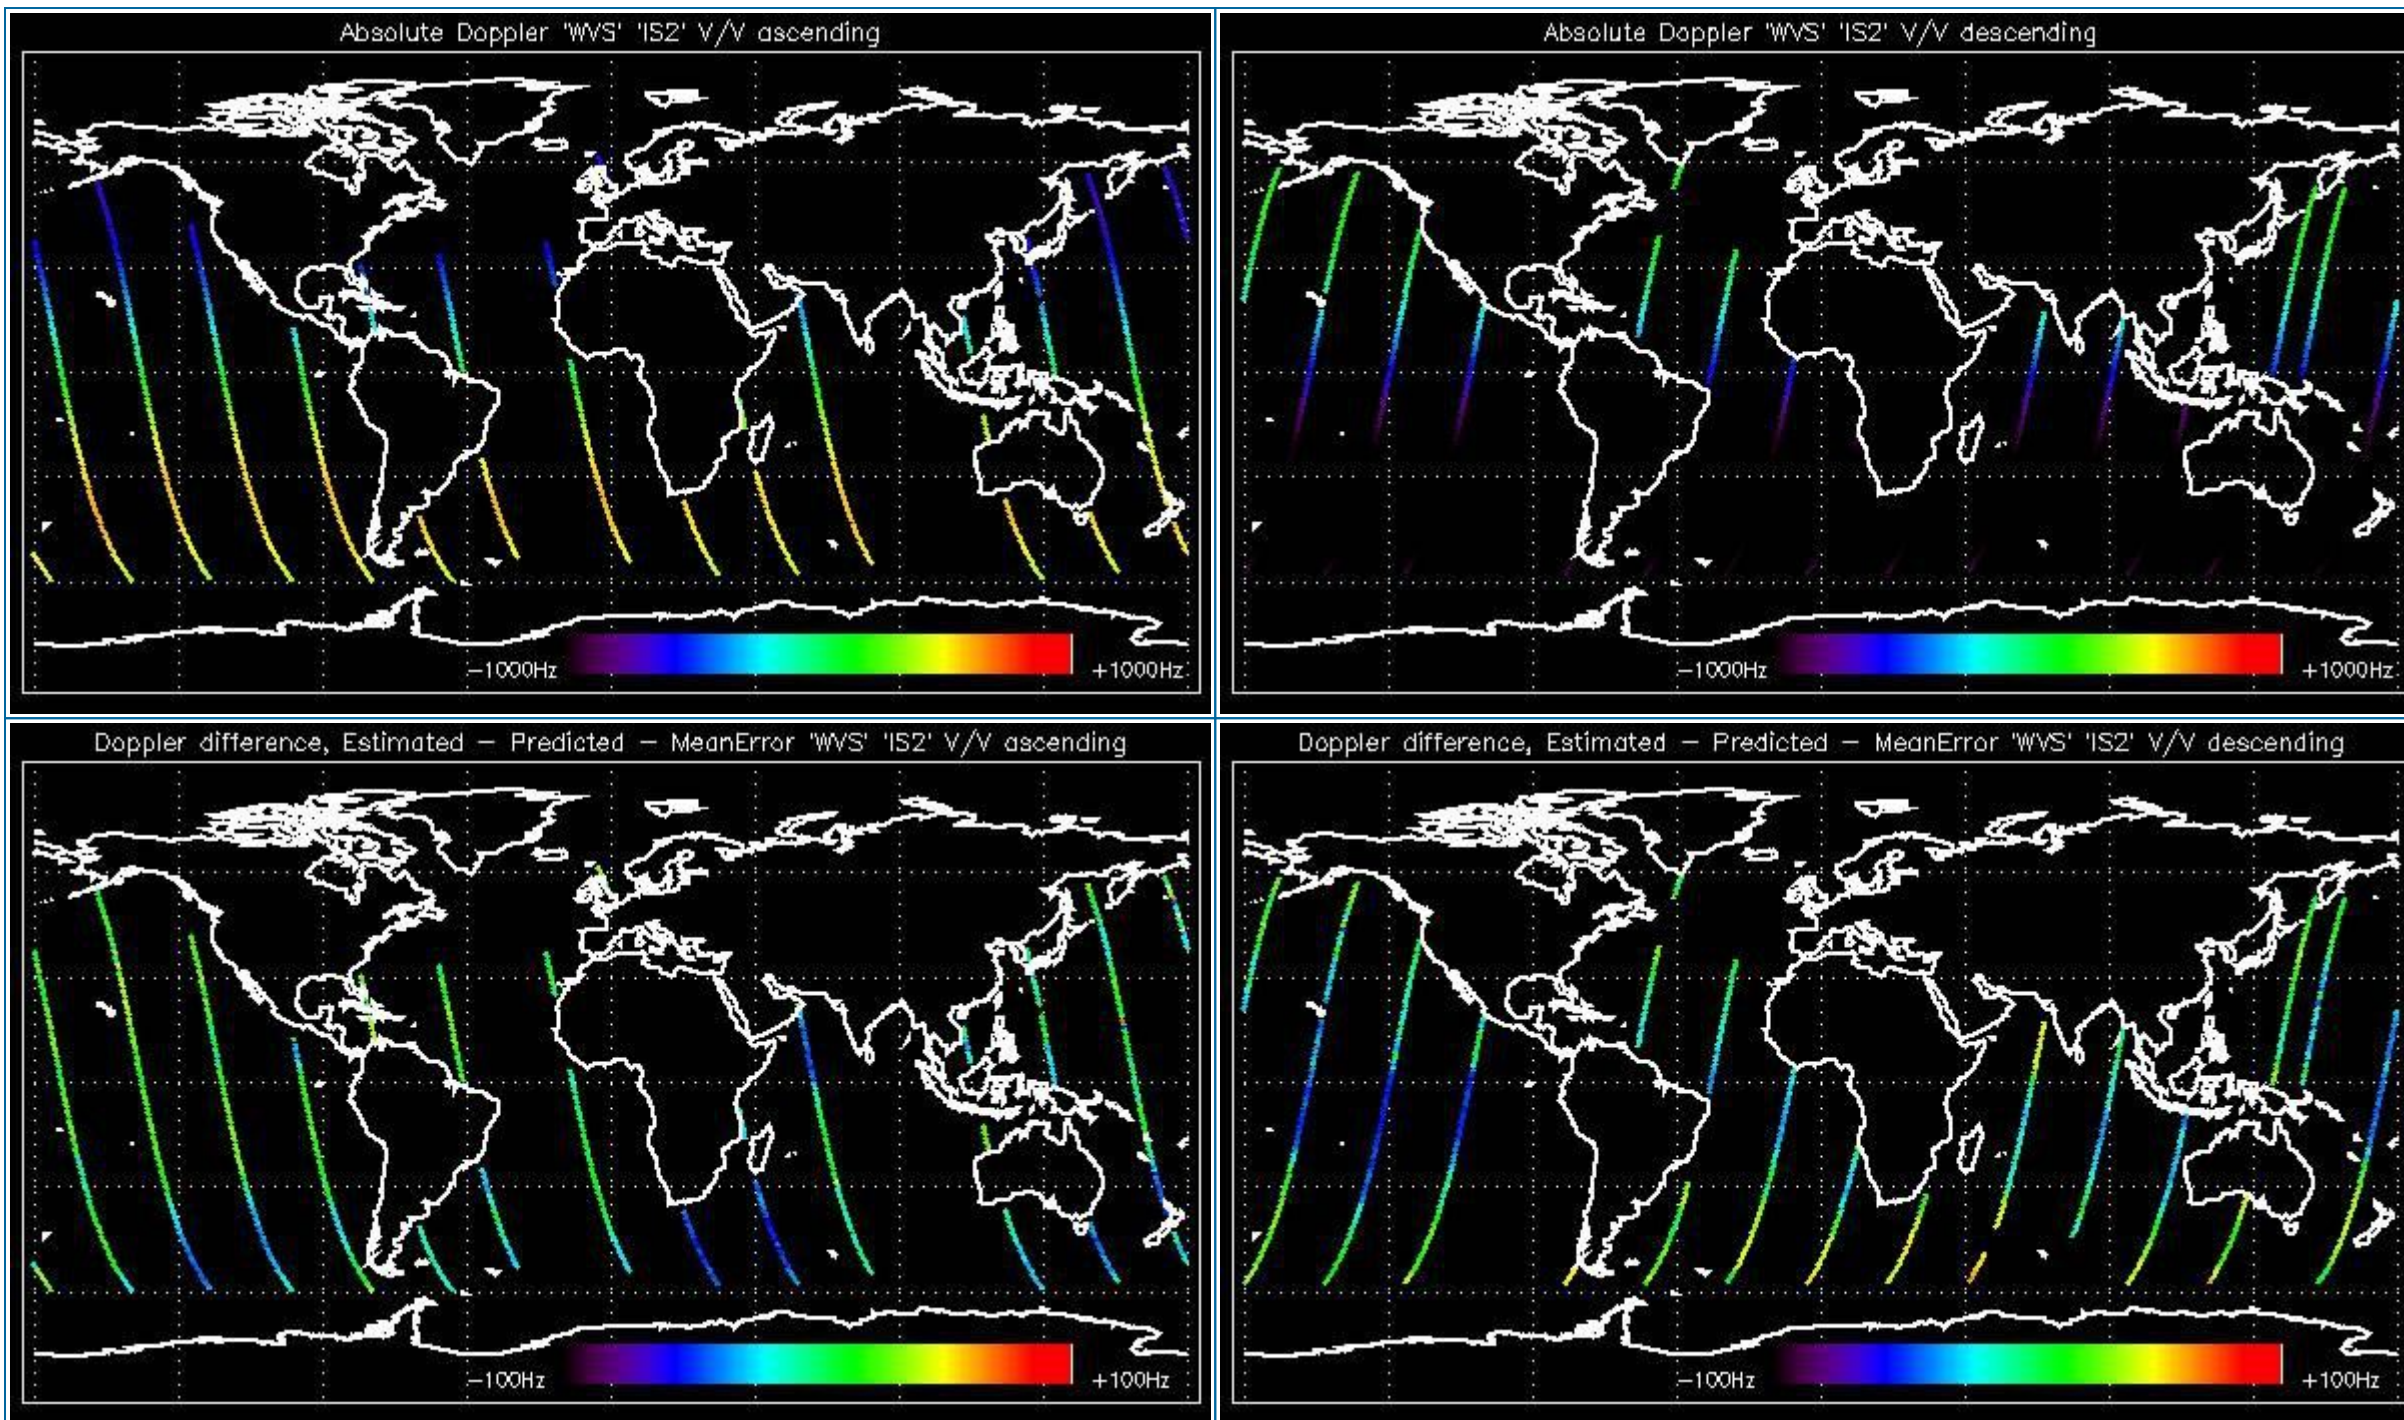 Absolute Doppler 'WVS' 'IS2' V/V ascending
-1000Hz
+1000Hz
Absolute Doppler 'WVS' 'IS2' V/V descending
-1000Hz
+1000Hz
Doppler difference, Estimated – Predicted – MeanError 'WVS' 'IS2' V/V ascending
-100Hz
+100Hz
Doppler difference, Estimated – Predicted – MeanError 'WVS' 'IS2' V/V descending
-100Hz
+100Hz